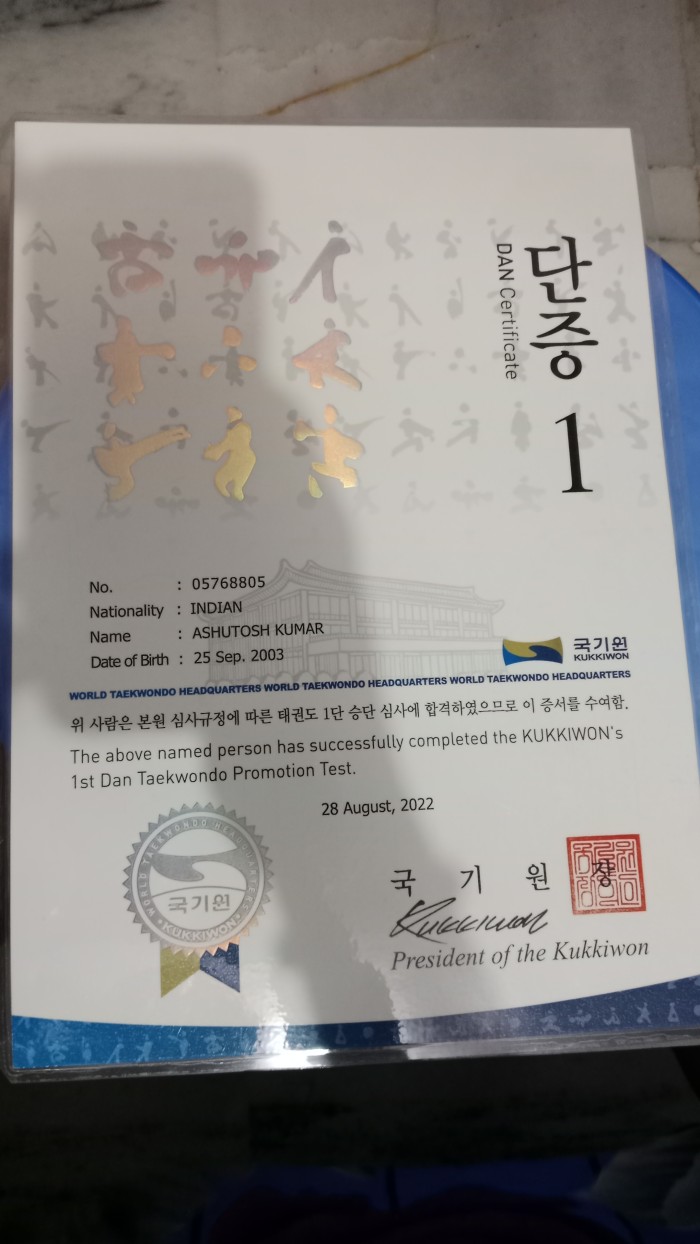 단증
DAN Certificate
1
No. : 05768805
Nationality : INDIAN
Name : ASHUTOSH KUMAR
Date of Birth : 25 Sep. 2003
국기원
KUKKIWON
WORLD TAEKWONDO HEADQUARTERS WORLD TAEKWONDO HEADQUARTERS WORLD TAEKWONDO HEADQUARTERS
위 사람은 본원 심사규정에 따른 태권도 1단 승단 심사에 합격하였으므로 이 증서를 수여함.
The above named person has successfully completed the KUKKIWON's
1st Dan Taekwondo Promotion Test.
28 August, 2022
WORLD TAEKWONDO HEADQUARTERS
국기원
KUKKIWON
국 기 원 장
Kukkiwon
President of the Kukkiwon